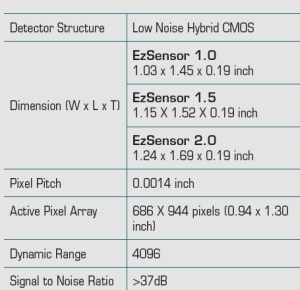 Detector Structure Low Noise Hybrid CMOS
Dimension (W x L x T)
EzSensor 1.0
1.03 x 1.45 x 0.19 inch
EzSensor 1.5
1.15 X 1.52 X 0.19 inch
EzSensor 2.0
1.24 x 1.69 x 0.19 inch
Pixel Pitch 0.0014 inch
Active Pixel Array 686 X 944 pixels (0.94 x 1.30
inch)
Dynamic Range 4096
Signal to Noise Ratio >37dB